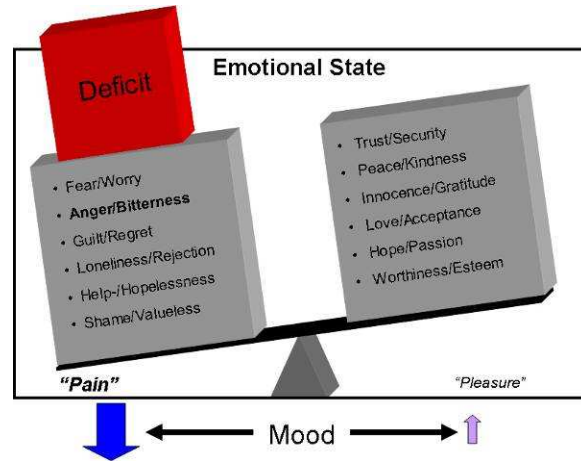 Deficit
Emotional State
• Fear/Worry
• Anger/Bitterness
• Guilt/Regret
• Loneliness/Rejection
• Help-/Hopelessness
• Shame/Valueless
• Trust/Security
• Peace/Kindness
• Innocence/Gratitude
• Love/Acceptance
• Hope/Passion
• Worthiness/Esteem
“Pain”
“Pleasure”
Mood